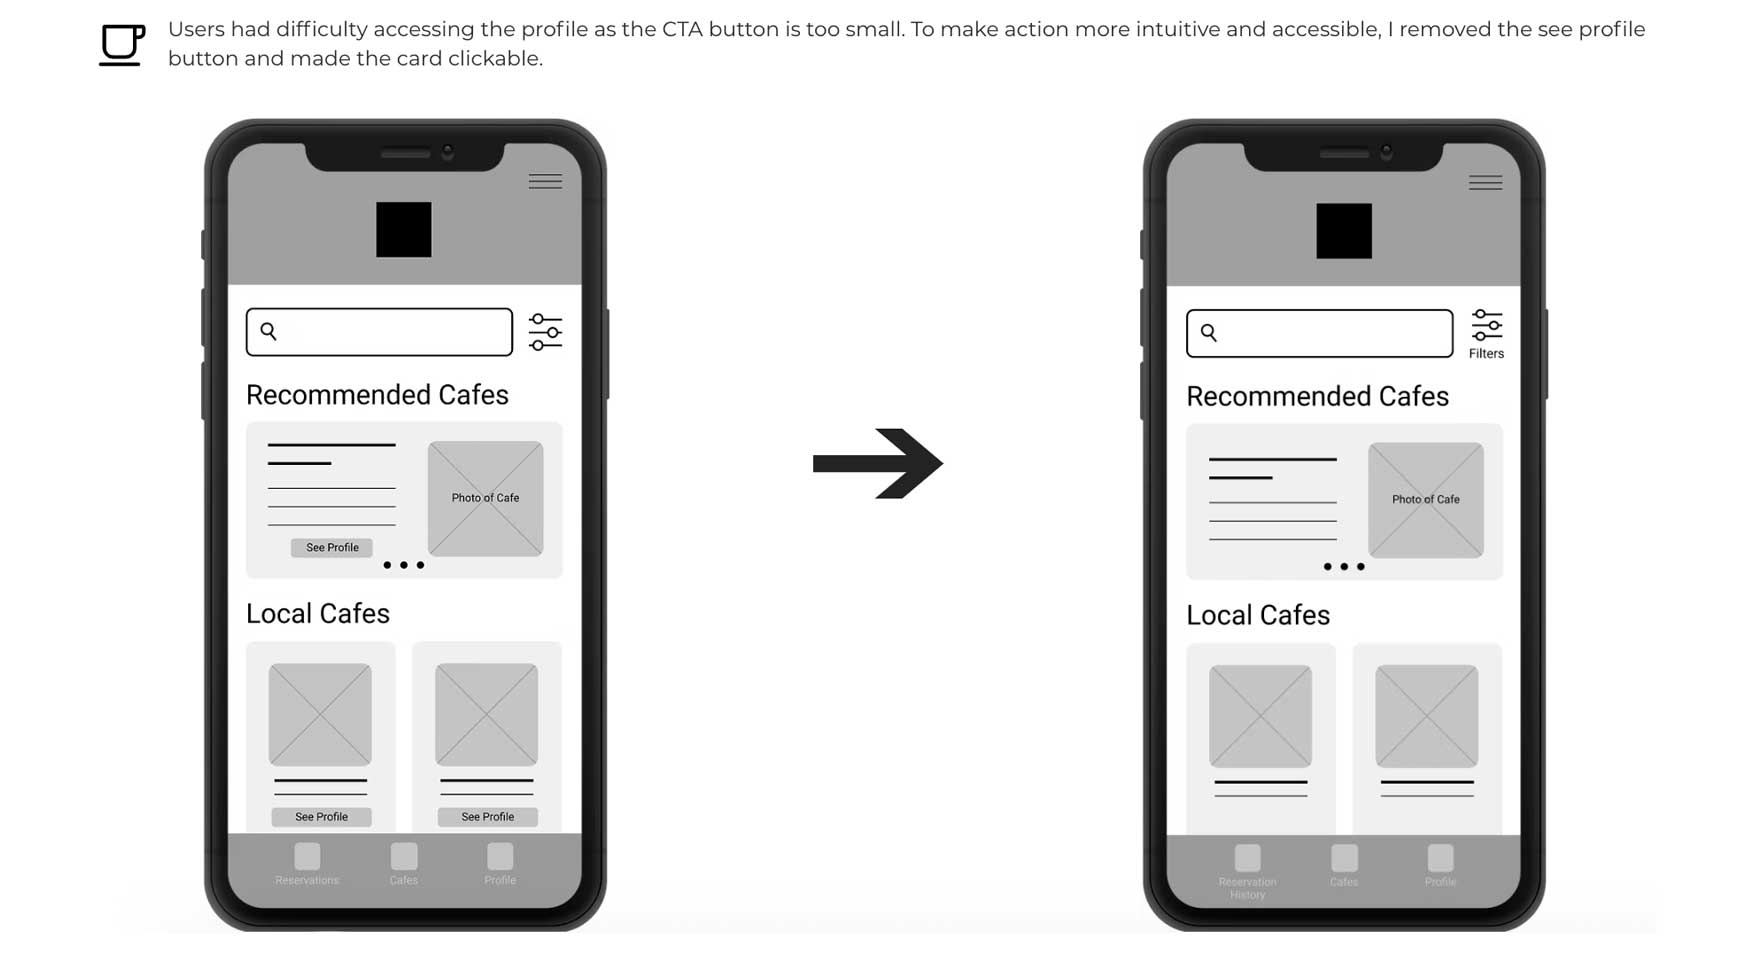 Users had difficulty accessing the profile as the CTA button is too small. To make action more intuitive and accessible, I removed the see profile
button and made the card clickable.
Recommended Cafes
Photo of Cafe
See Profile
Local Cafes
See Profile
See Profile
Reservations
Cafes
Profile
Filters
Recommended Cafes
Photo of Cafe
Local Cafes
Reservation
History
Cafes
Profile